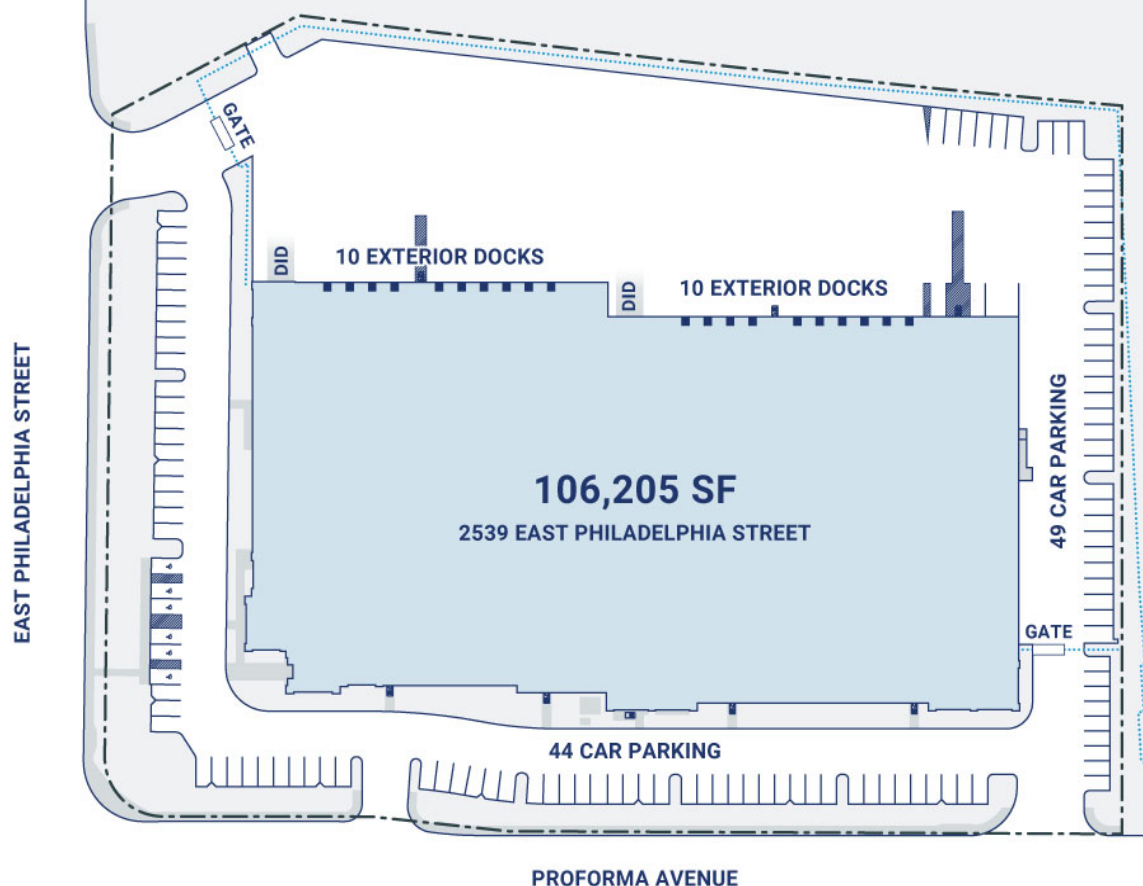 GATE
DID
10 EXTERIOR DOCKS
DID
10 EXTERIOR DOCKS
EAST PHILADELPHIA STREET
106,205 SF
2539 EAST PHILADELPHIA STREET
49 CAR PARKING
GATE
44 CAR PARKING
PROFORMA AVENUE